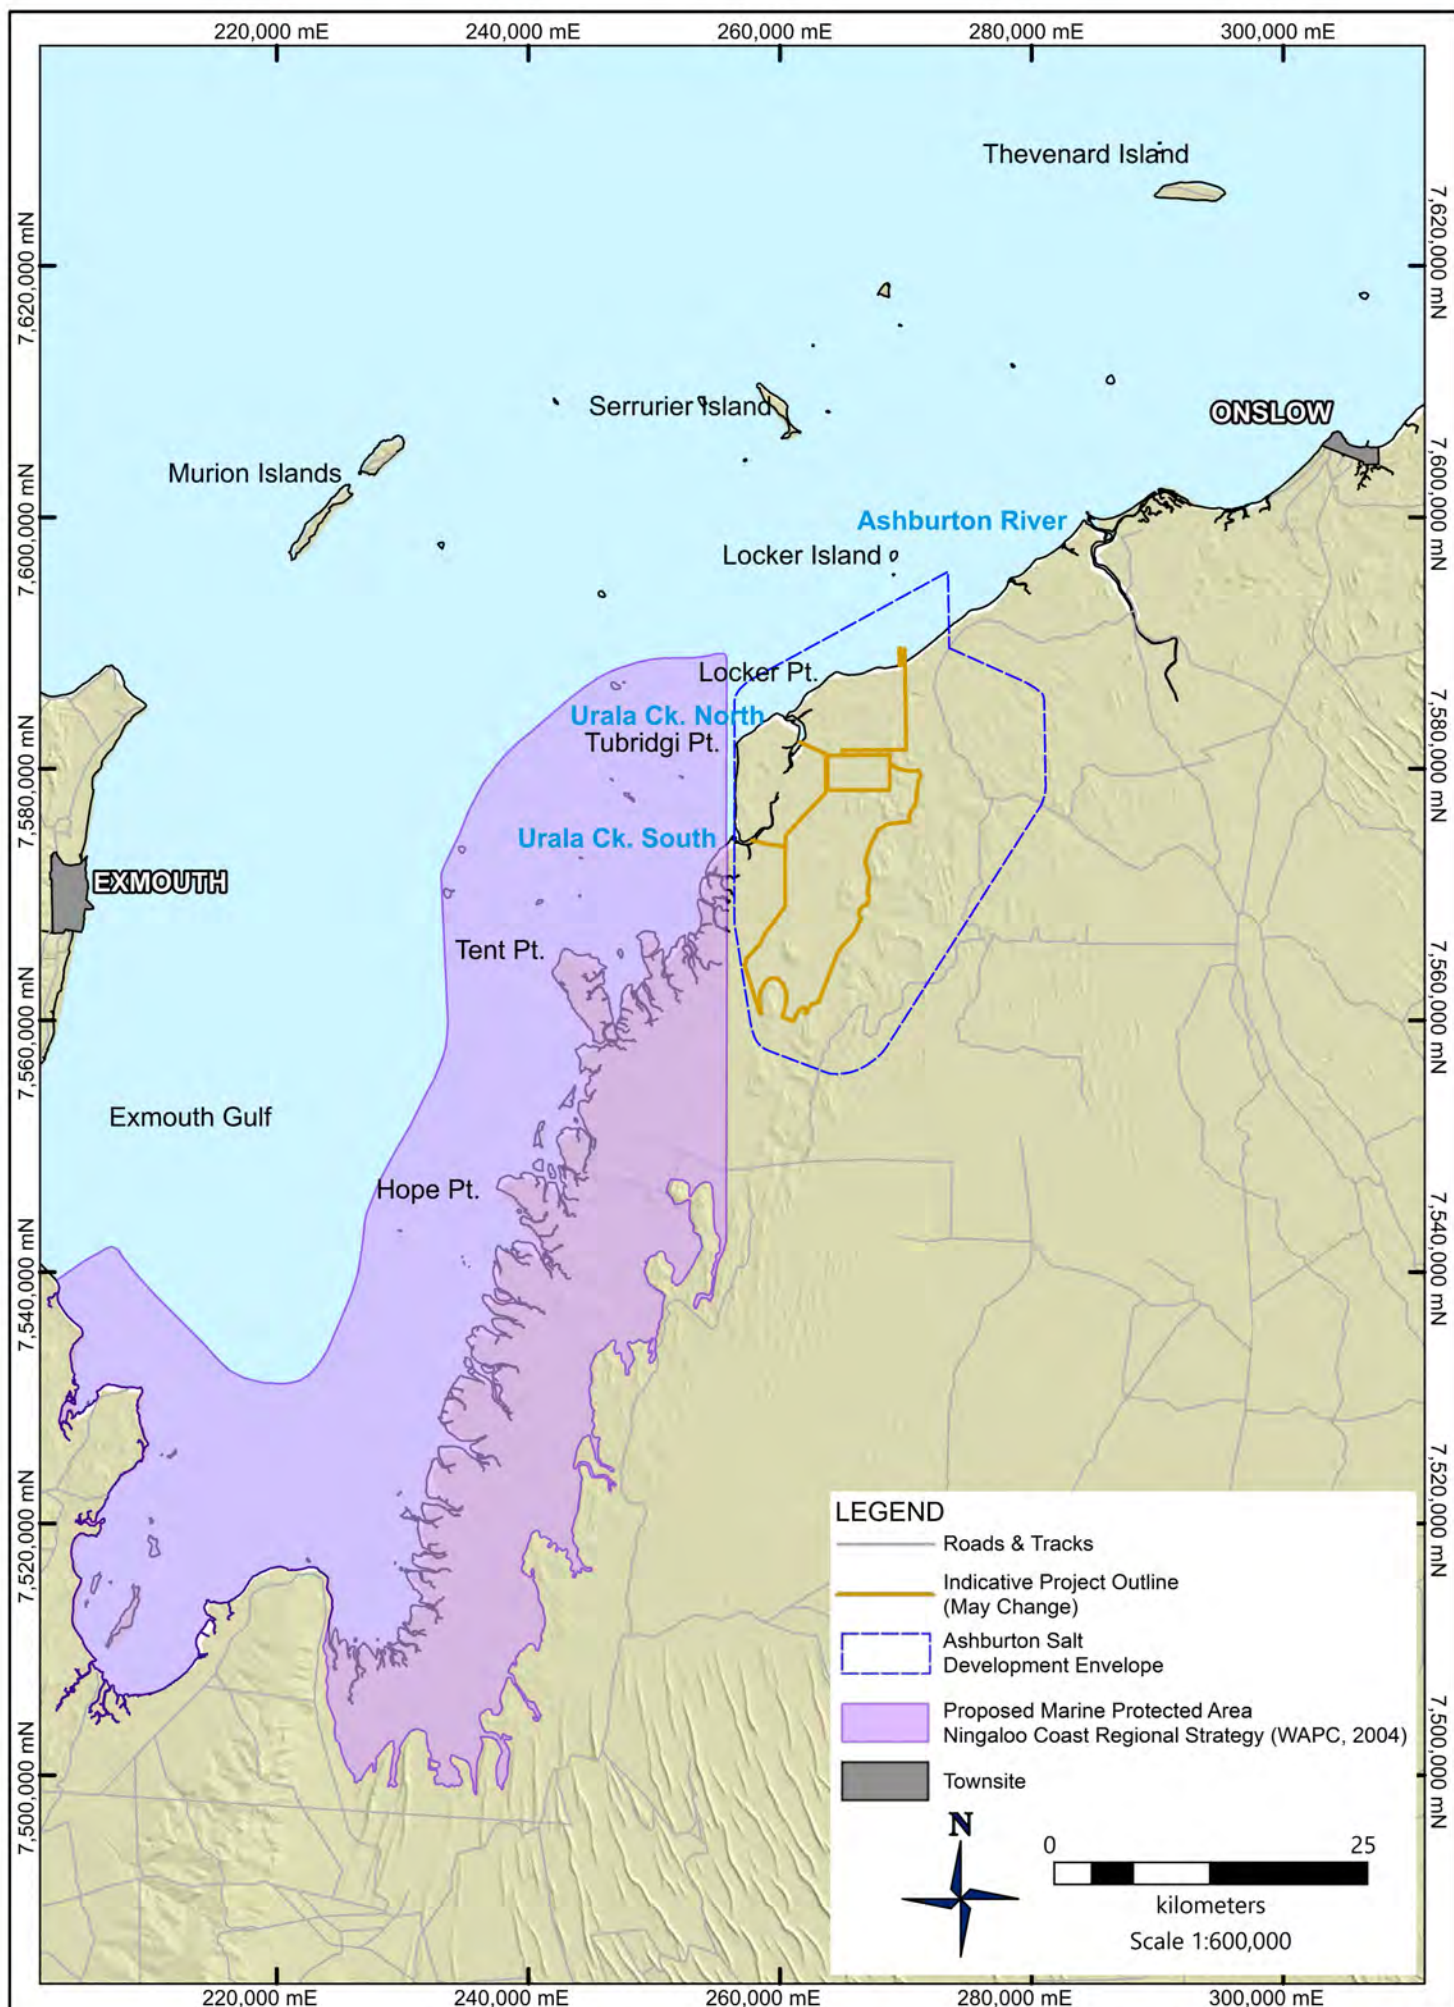 220,000 mE
240,000 mE
260,000 mE
280,000 mE
300,000 mE
Thevenard Island
7,620,000 mN
7,620,000 mN
Serrurier Island
ONSLOW
Murion Islands
7,600,000 mN
7,600,000 mN
Ashburton River
Locker Island
Locker Pt.
Urala Ck. North
Tubridgi Pt.
7,580,000 mN
7,580,000 mN
Urala Ck. South
EXMOUTH
Tent Pt.
7,560,000 mN
7,560,000 mN
Exmouth Gulf
Hope Pt.
7,540,000 mN
7,540,000 mN
7,520,000 mN
7,520,000 mN
LEGEND
Roads & Tracks
Indicative Project Outline
(May Change)
Ashburton Salt
Development Envelope
Proposed Marine Protected Area
Ningaloo Coast Regional Strategy (WAPC, 2004)
Townsite
7,500,000 mN
7,500,000 mN
N
0 25
kilometers
Scale 1:600,000
220,000 mE
240,000 mE
260,000 mE
280,000 mE
300,000 mE